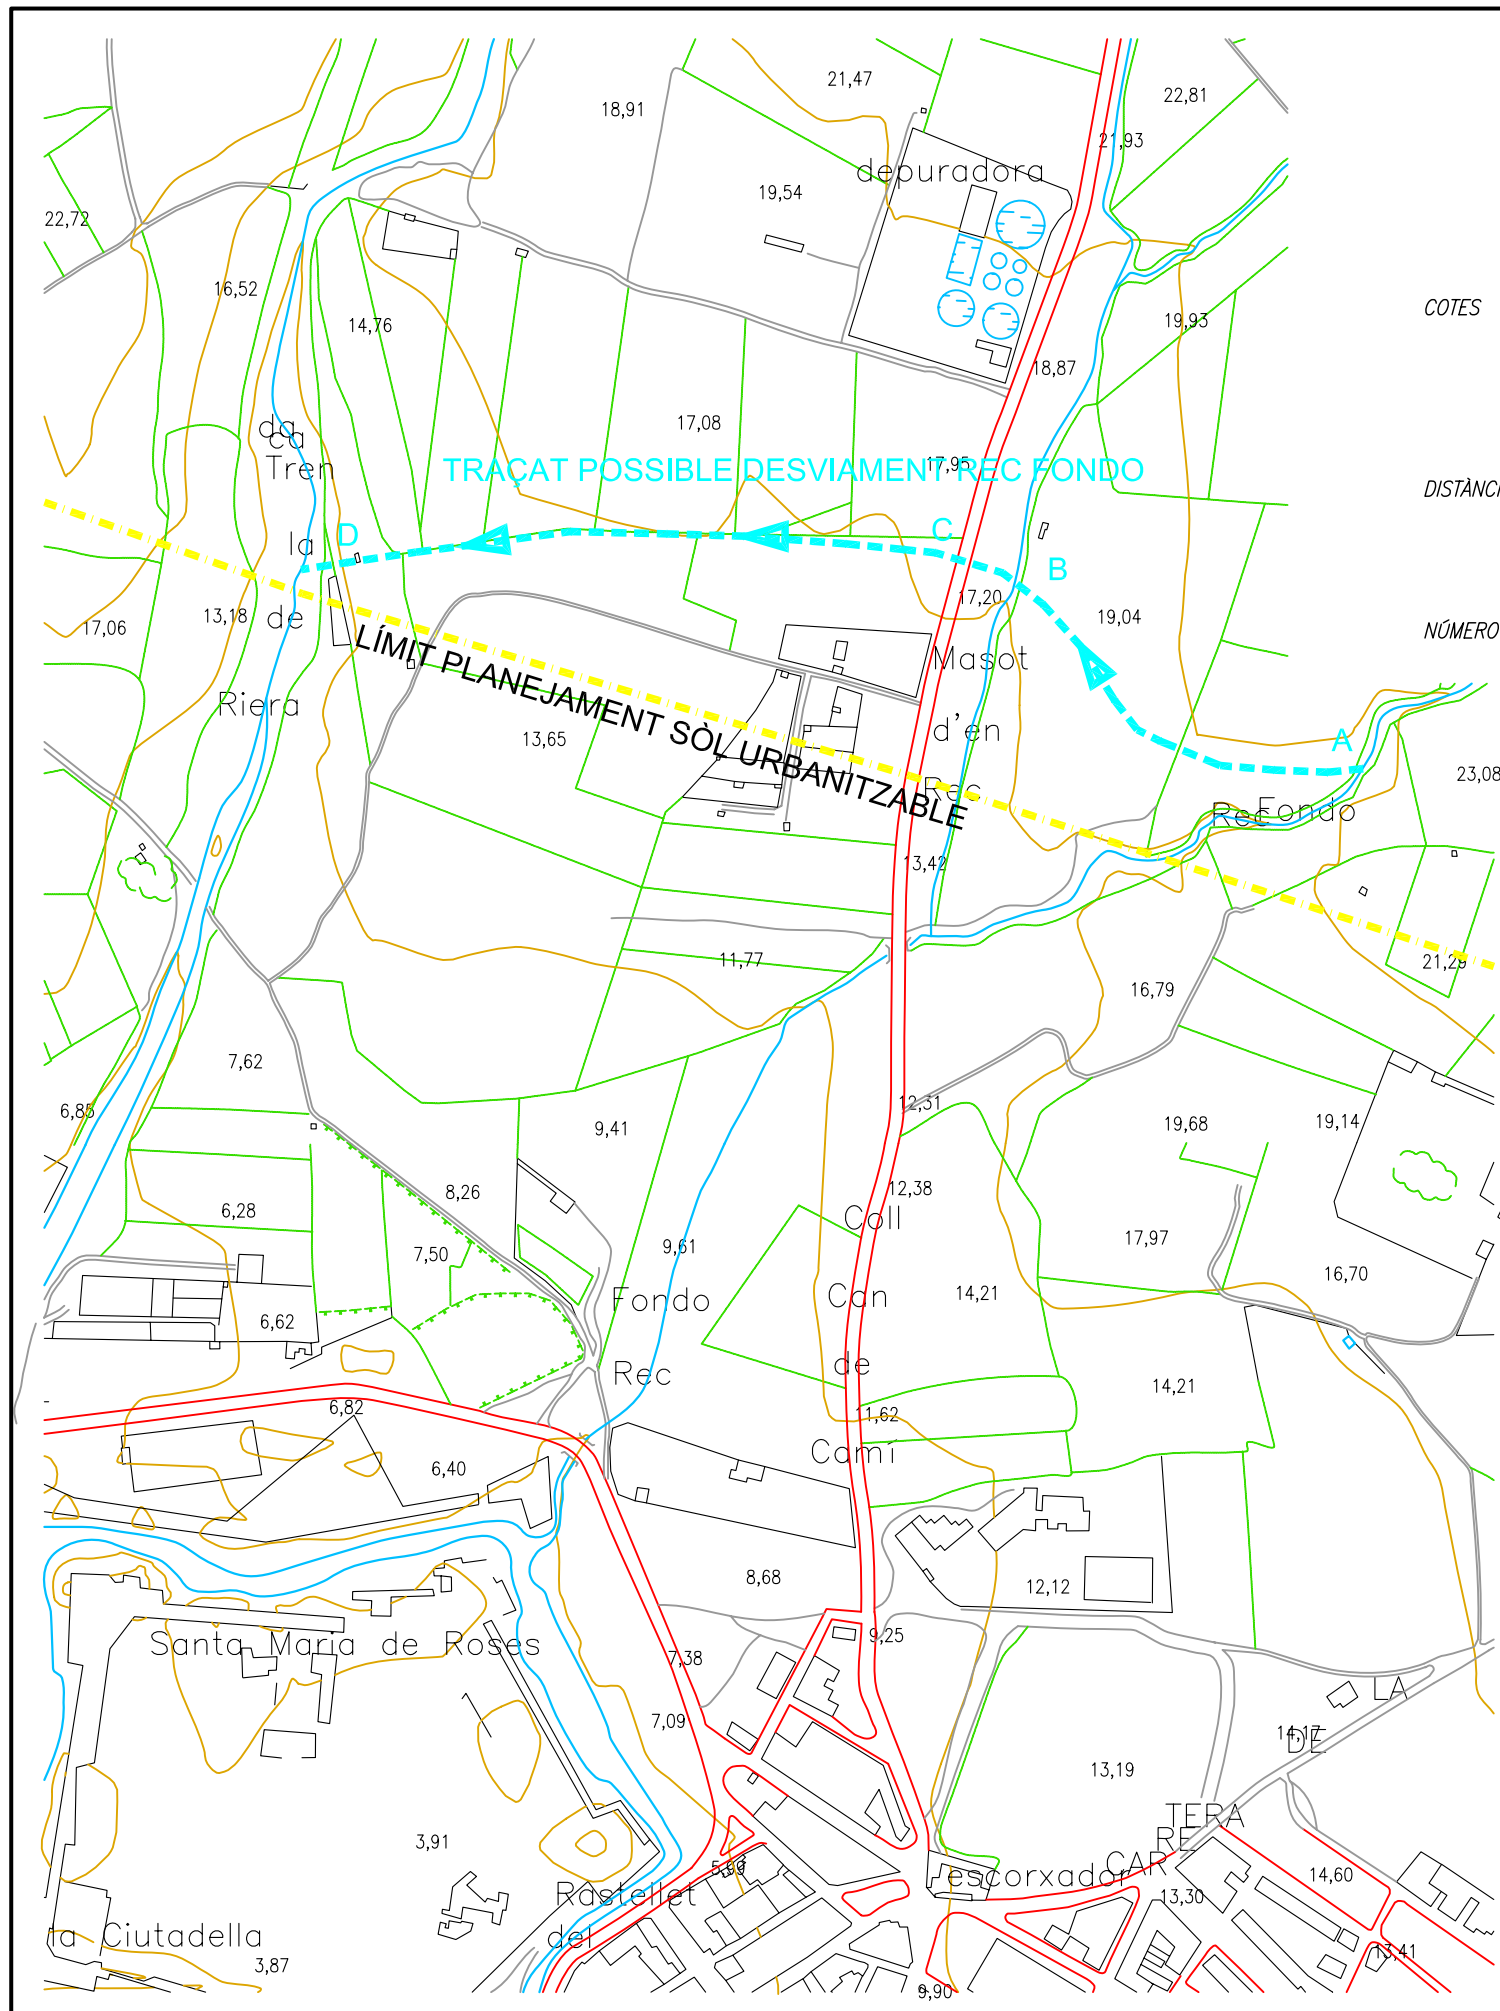 21,47
22,81
18,91
21,93
depuradora
19,54
22,72
16,52
COTES
14,76
19,93
18,87
17,08
da
ca
Tren
17,95
TRAÇAT POSSIBLE DESVIAMENT REC FONDO
D
C
la
B
17,20
13,18
de
19,04
17,06
NÚMERO
LÍMIT PLANEJAMENT SÒL URBANITZABLE
Masot
Riera
d'en
13,65
A
23,08
Rec
Rec Fondo
13,42
11,77
21,29
16,79
7,62
12,31
6,85
9,41
19,68
19,14
8,26
12,38
6,28
Coll
17,97
7,50
9,61
16,70
Fondo
Can
14,21
6,62
Rec
de
14,21
6,82
11,62
Camí
6,40
8,68
12,12
Santa Maria de Roses
9,25
7,38
LA
7,09
14,17
DE
13,19
TERA
3,91
RE
5,99
CAR
escorxador
14,60
Rastellet
13,30
la Ciutadella
del
13,41
3,87
9,90